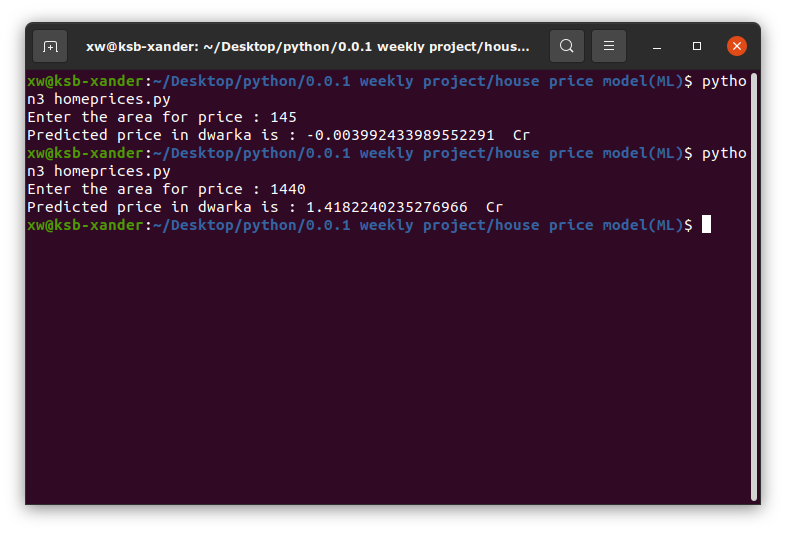 xw@ksb-xander: ~/Desktop/python/0.0.1 weekly project/hous...
xw@ksb-xander:~/Desktop/python/0.0.1 weekly project/house price model(ML)$ pytho
n3 homeprices.py
Enter the area for price : 145
Predicted price in dwarka is : -0.003992433989552291  Cr
xw@ksb-xander:~/Desktop/python/0.0.1 weekly project/house price model(ML)$ pytho
n3 homeprices.py
Enter the area for price : 1440
Predicted price in dwarka is : 1.4182240235276966  Cr
xw@ksb-xander:~/Desktop/python/0.0.1 weekly project/house price model(ML)$